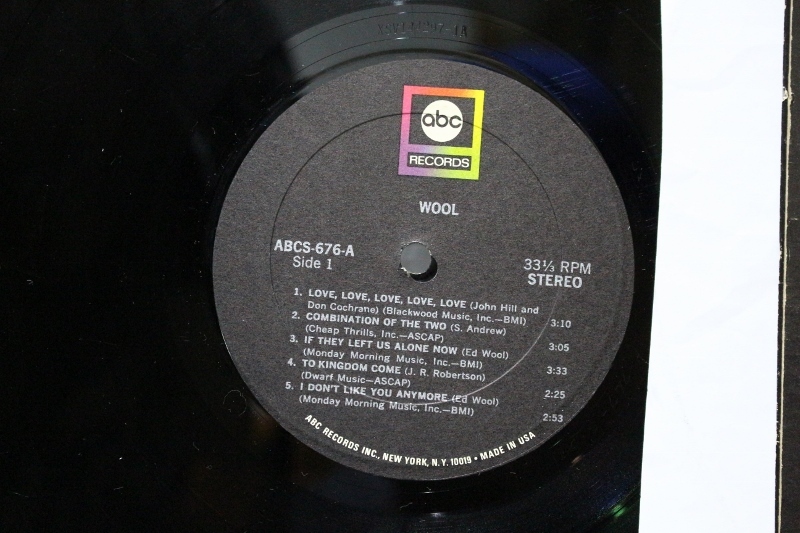 abc
RECORDS
WOOL
ABCS-676-A
Side 1
33⅓ RPM
STEREO
1. LOVE, LOVE, LOVE, LOVE, LOVE (John Hill and
Don Cochrane) (Blackwood Music, Inc.—BMI) 3:10
2. COMBINATION OF THE TWO (S. Andrew)
(Cheap Thrills, Inc.—ASCAP) 3:05
3. IF THEY LEFT US ALONE NOW (Ed Wool)
(Monday Morning Music, Inc.—BMI) 3:33
4. TO KINGDOM COME (J. R. Robertson)
(Dwarf Music—ASCAP) 2:25
5. I DON'T LIKE YOU ANYMORE (Ed Wool)
(Monday Morning Music, Inc.—BMI) 2:53
ABC RECORDS INC., NEW YORK, N.Y. 10019 • MADE IN USA